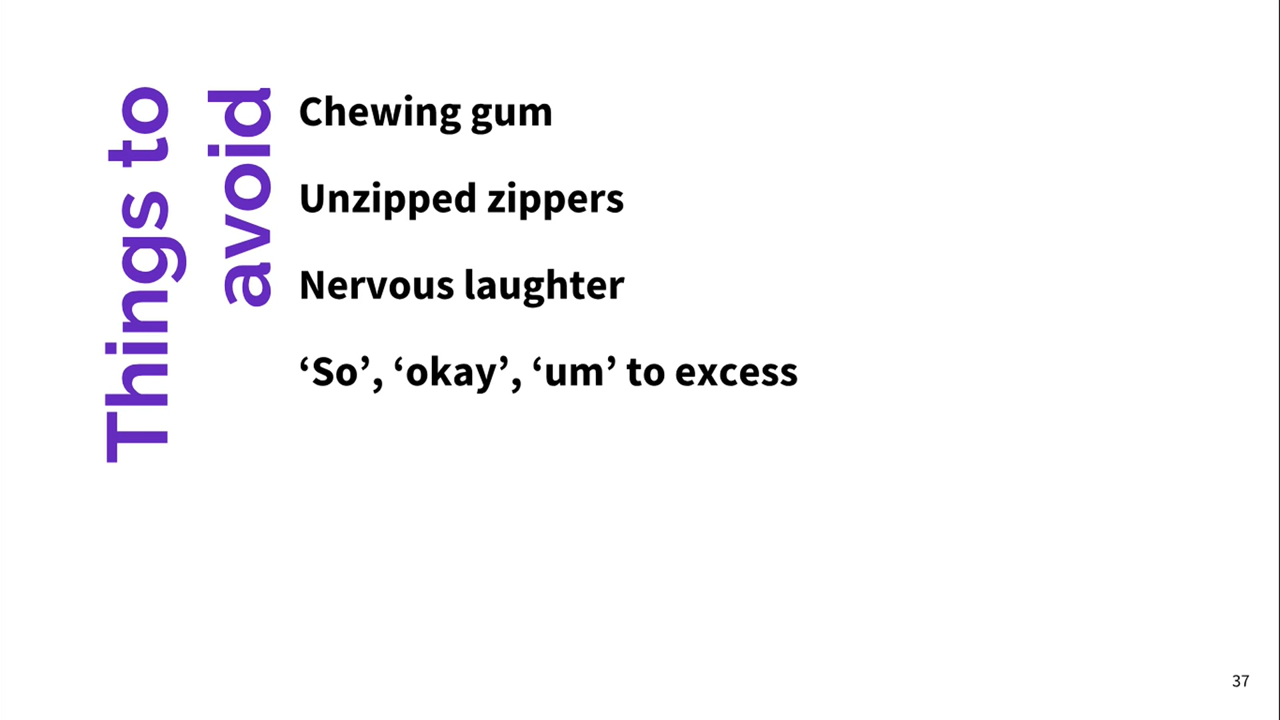 Things to
avoid
Chewing gum
Unzipped zippers
Nervous laughter
‘So’, ‘okay’, ‘um’ to excess
37